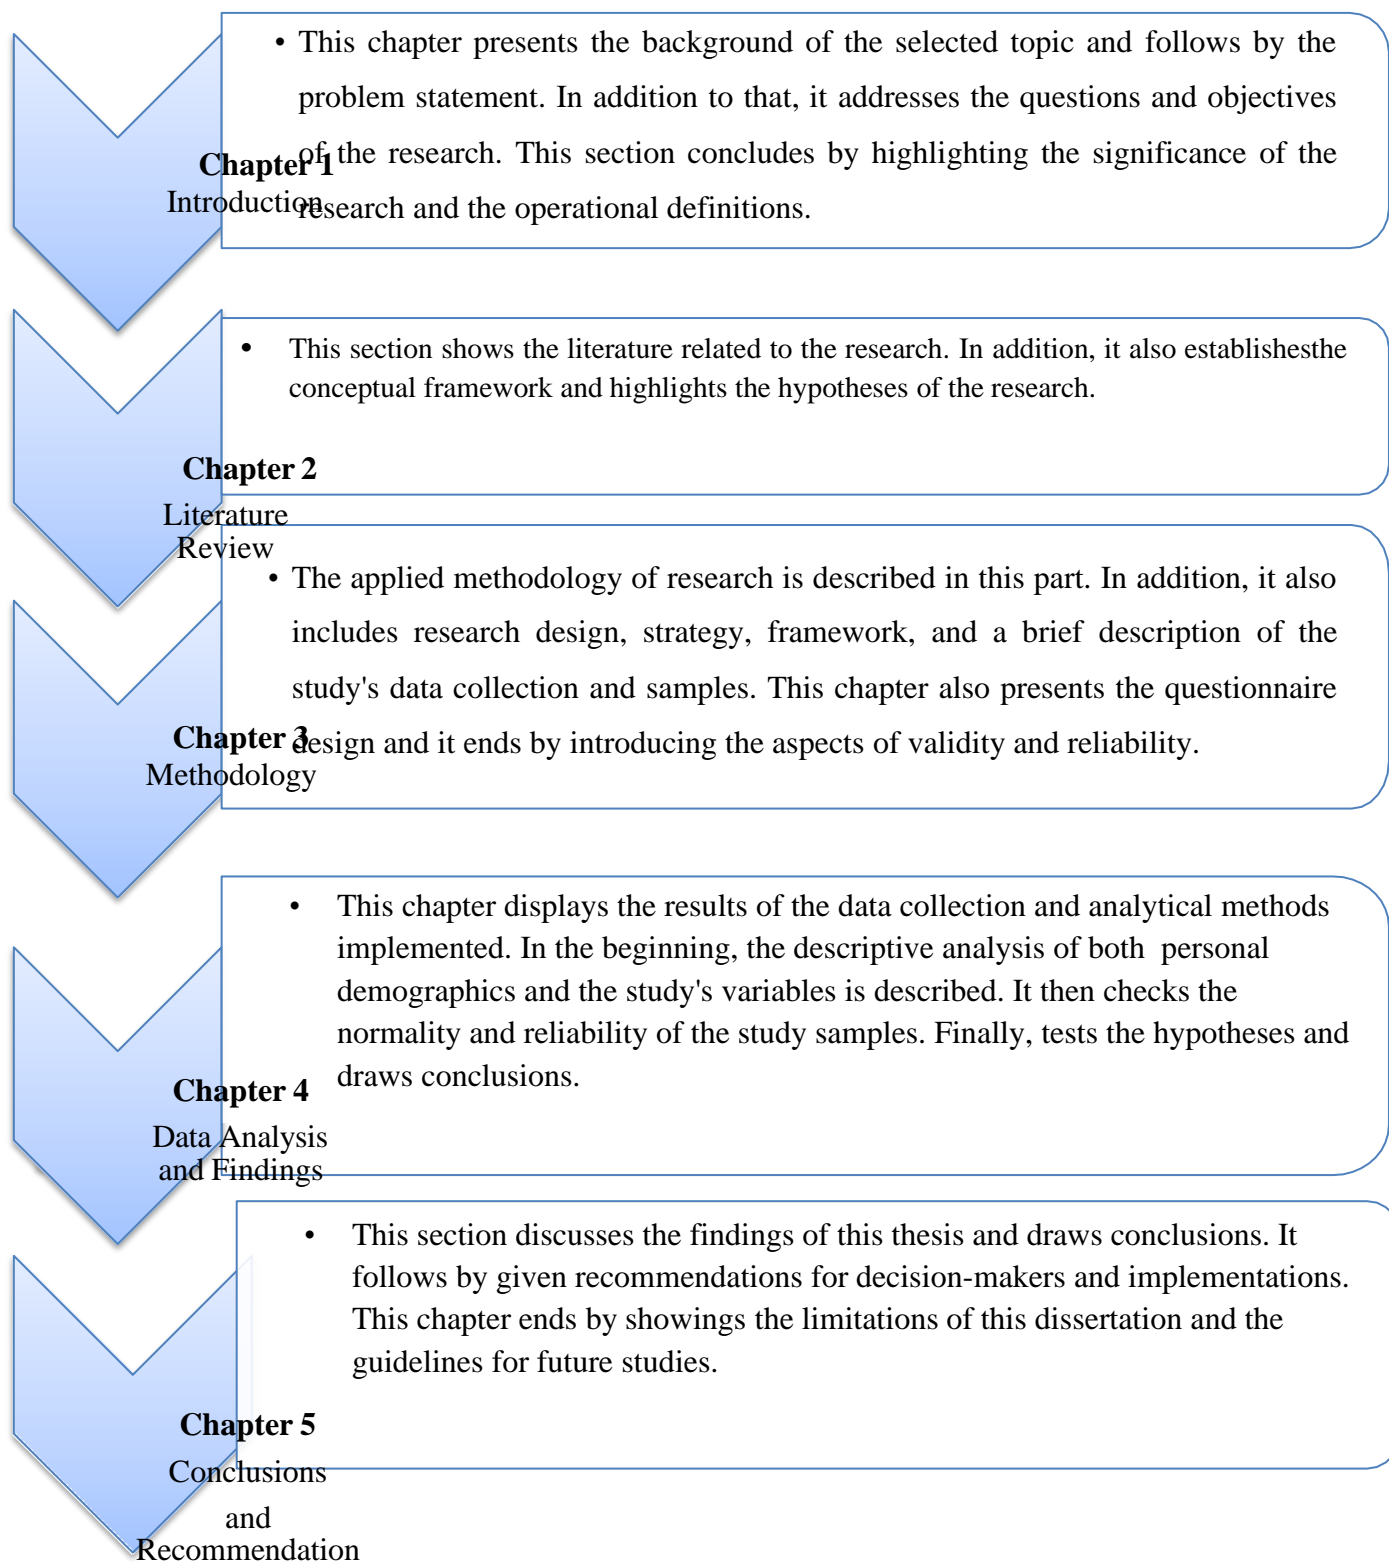 • This chapter presents the background of the selected topic and follows by the
problem statement. In addition to that, it addresses the questions and objectives
of the research. This section concludes by highlighting the significance of the
research and the operational definitions.
Chapter 1
Introduction
• This section shows the literature related to the research. In addition, it also establishesthe
conceptual framework and highlights the hypotheses of the research.
Chapter 2
Literature
Review
• The applied methodology of research is described in this part. In addition, it also
includes research design, strategy, framework, and a brief description of the
study's data collection and samples. This chapter also presents the questionnaire
design and it ends by introducing the aspects of validity and reliability.
Chapter 3
Methodology
• This chapter displays the results of the data collection and analytical methods
implemented. In the beginning, the descriptive analysis of both personal
demographics and the study's variables is described. It then checks the
normality and reliability of the study samples. Finally, tests the hypotheses and
draws conclusions.
Chapter 4
Data Analysis
and Findings
• This section discusses the findings of this thesis and draws conclusions. It
follows by given recommendations for decision-makers and implementations.
This chapter ends by showings the limitations of this dissertation and the
guidelines for future studies.
Chapter 5
Conclusions
and
Recommendation